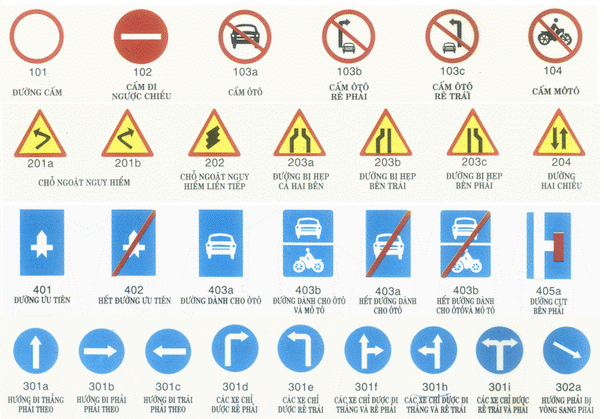 101
ĐƯỜNG CẤM
102
CẤM ĐI
NGƯỢC CHIỀU
103a
CẤM ÔTÔ
103b
CẤM ÔTÔ
RẼ PHẢI
103c
CẤM ÔTÔ
RẼ TRÁI
104
CẤM MÔTÔ
201a
201b
CHỖ NGOẶT NGUY HIỂM
202
CHỖ NGOẶT NGUY
HIỂM LIÊN TIẾP
203a
ĐƯỜNG BỊ HẸP
CẢ HAI BÊN
203b
ĐƯỜNG BỊ HẸP
BÊN TRÁI
203c
ĐƯỜNG BỊ HẸP
BÊN PHẢI
204
ĐƯỜNG
HAI CHIỀU
401
ĐƯỜNG ƯU TIÊN
402
HẾT ĐƯỜNG ƯU TIÊN
403a
ĐƯỜNG DÀNH CHO ÔTÔ
403b
ĐƯỜNG DÀNH CHO ÔTÔ
VÀ MÔ TÔ
403a
HẾT ĐƯỜNG DÀNH
CHO ÔTÔ
403b
HẾT ĐƯỜNG DÀNH
CHO ÔTÔVÀ MÔ TÔ
405a
ĐƯỜNG CỤT
BÊN PHẢI
301a
HƯỚNG ĐI THẲNG
PHẢI THEO
301b
HƯỚNG ĐI PHẢI
PHẢI THEO
301c
HƯỚNG ĐI TRÁI
PHẢI THEO
301d
CÁC XE CHỈ
ĐƯỢC RẼ PHẢI
301e
CÁC XE CHỈ
ĐƯỢC RẼ TRÁI
301f
CÁC XE CHỈ ĐƯỢC ĐI
THẲNG VÀ RẼ PHẢI
301h
CÁC XE CHỈ ĐƯỢC ĐI
THẲNG VÀ RẼ TRÁI
301i
CÁC XE CHỈ ĐƯỢC
RẼ TRÁI VÀ PHẢI
302a
HƯỚNG PHẢI ĐI
VÒNG SANG PHẢI